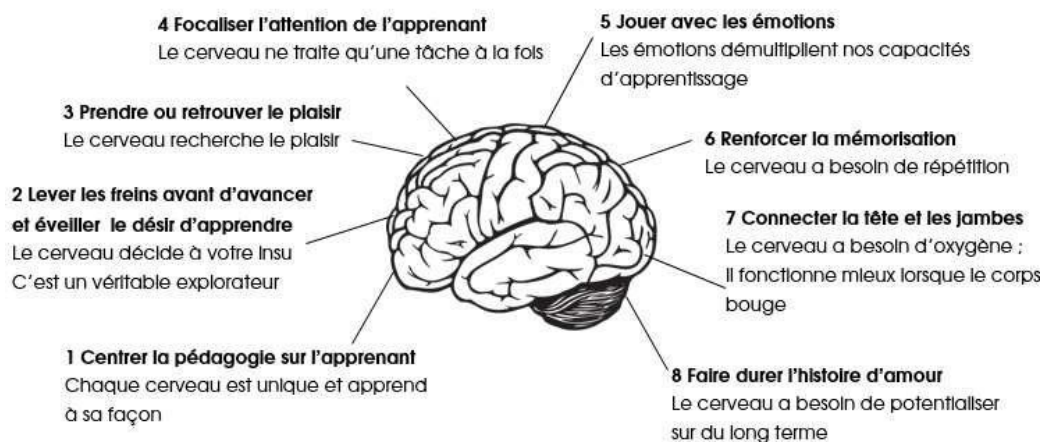 4 Focaliser l'attention de l'apprenant
Le cerveau ne traite qu'une tâche à la fois
5 Jouer avec les émotions
Les émotions démultiplient nos capacités
d'apprentissage
3 Prendre ou retrouver le plaisir
Le cerveau recherche le plaisir
6 Renforcer la mémorisation
Le cerveau a besoin de répétition
2 Lever les freins avant d'avancer
et éveiller le désir d'apprendre
Le cerveau décide à votre insu
C'est un véritable explorateur
7 Connecter la tête et les jambes
Le cerveau a besoin d'oxygène ;
Il fonctionne mieux lorsque le corps
bouge
1 Centrer la pédagogie sur l'apprenant
Chaque cerveau est unique et apprend
à sa façon
8 Faire durer l'histoire d'amour
Le cerveau a besoin de potentialiser
sur du long terme